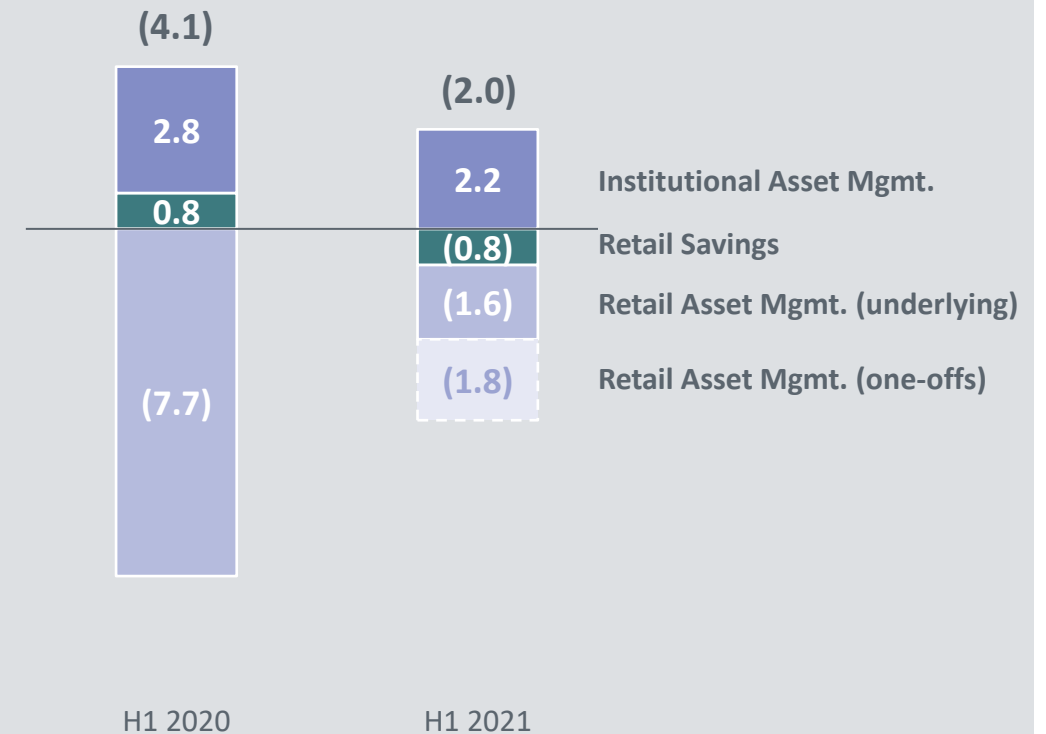 (4.1)
(2.0)
2.8
2.2
Institutional Asset Mgmt.
0.8
(0.8)
Retail Savings
(1.6)
Retail Asset Mgmt. (underlying)
(7.7)
(1.8)
Retail Asset Mgmt. (one-offs)
H1 2020
H1 2021